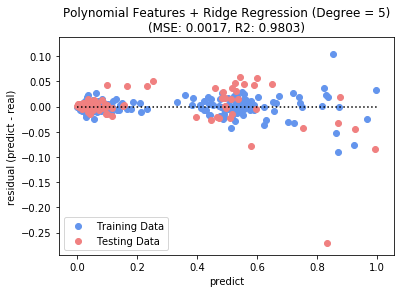 Polynomial Features + Ridge Regression (Degree = 5)
(MSE: 0.0017, R2: 0.9803)
residual (predict - real)
0.10
0.05
0.00
−0.05
−0.10
−0.15
−0.20
−0.25
Training Data
Testing Data
0.0 0.2 0.4 0.6 0.8 1.0
predict